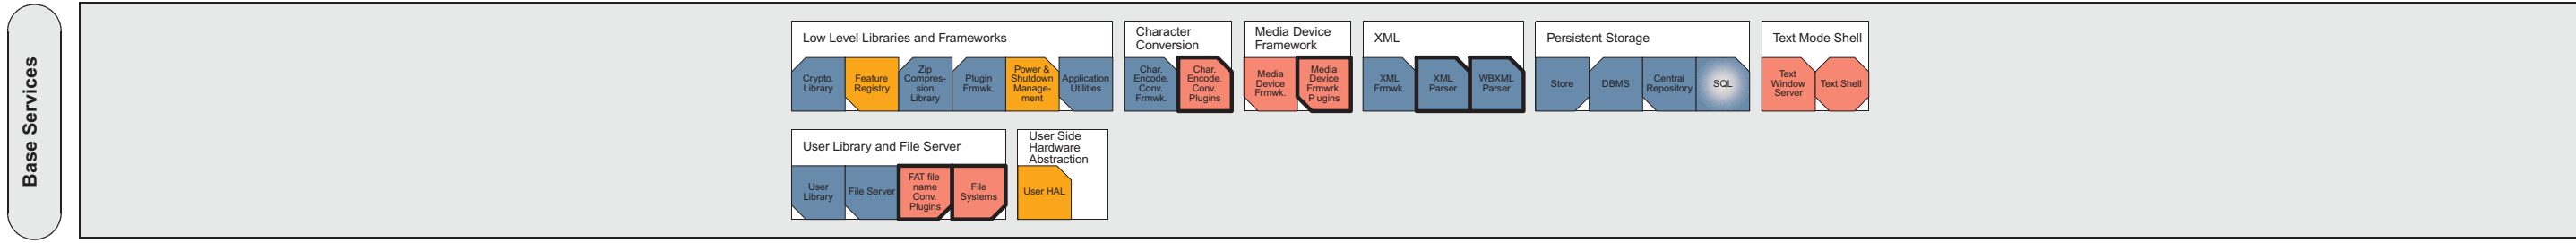 Base Services
Low Level Libraries and Frameworks
Crypto.
Library
Feature
Registry
Zip
Compres-
sion
Library
Plugin
Frmwk.
Power &
Shutdown
Manage-
ment
Application
Utilities
Character
Conversion
Char.
Encode.
Conv.
Frmwk.
Char.
Encode.
Conv.
Plugins
Media Device
Framework
Media
Device
Frmwk.
Media
Device
Frmwrk.
P ugins
XML
XML
Frmwk.
XML
Parser
WBXML
Parser
Persistent Storage
Store
DBMS
Central
Repository
SQL
Text Mode Shell
Text
Window
Server
Text Shell
User Library and File Server
User
Library
File Server
FAT file
name
Conv.
Plugins
File
Systems
User Side
Hardware
Abstraction
User HAL